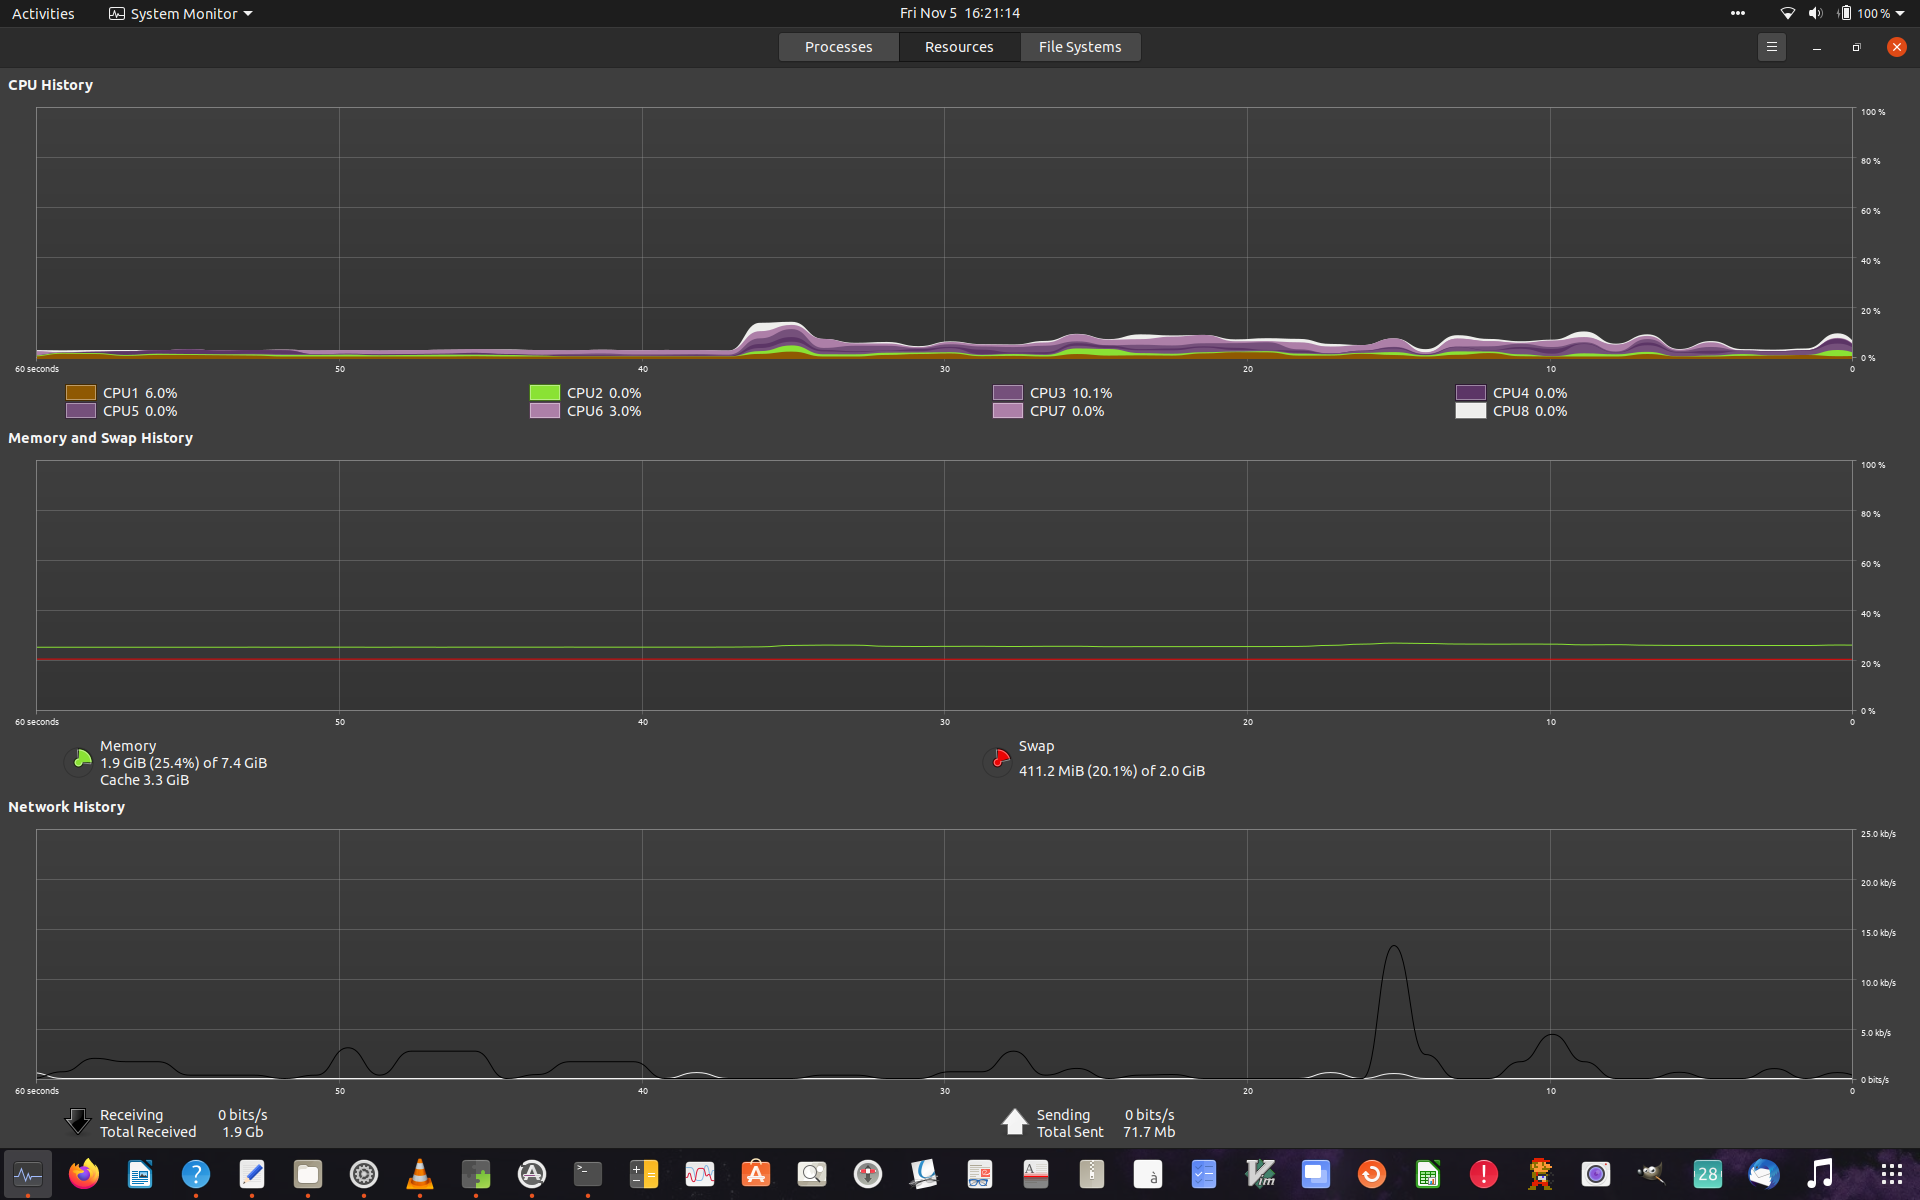 Activities System Monitor Fri Nov 5 16:21:14 100 %
Processes Resources File Systems
CPU History
100 %
80 %
60 %
40 %
20 %
0 %
60 seconds 50 40 30 20 10 0
CPU1 6.0% CPU2 0.0% CPU3 10.1% CPU4 0.0%
CPU5 0.0% CPU6 3.0% CPU7 0.0% CPU8 0.0%
Memory and Swap History
100 %
80 %
60 %
40 %
20 %
0 %
60 seconds 50 40 30 20 10 0
Memory
1.9 GiB (25.4%) of 7.4 GiB
Cache 3.3 GiB
Swap
411.2 MiB (20.1%) of 2.0 GiB
Network History
25.0 kb/s
20.0 kb/s
15.0 kb/s
10.0 kb/s
5.0 kb/s
0 bits/s
60 seconds 50 40 30 20 10 0
Receiving 0 bits/s
Total Received 1.9 Gb
Sending 0 bits/s
Total Sent 71.7 Mb
? >_ A à Vim ! 28